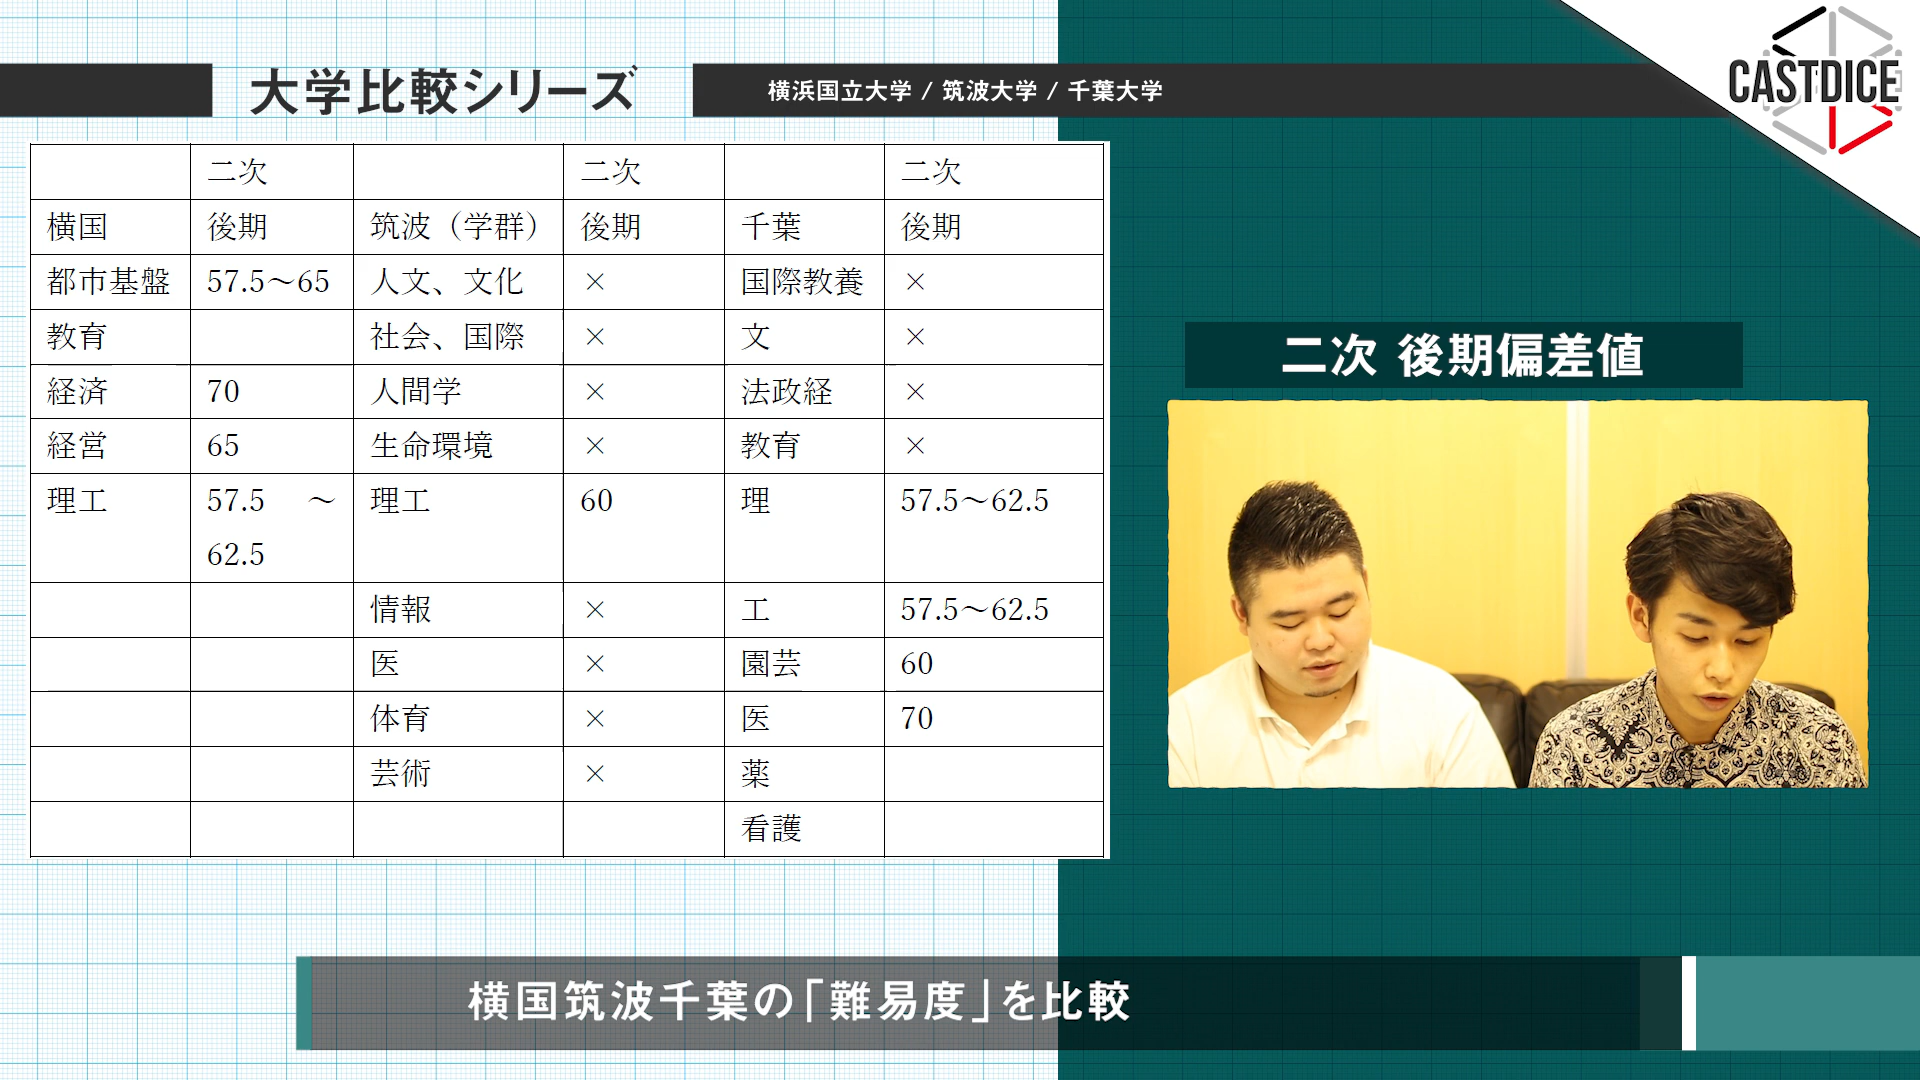 大学比較シリーズ
横浜国立大学 / 筑波大学 / 千葉大学
CASTDICE
二次 二次 二次
横国 後期 筑波（学群） 後期 千葉 後期
都市基盤 57.5～65 人文、文化 × 国際教養 ×
教育 社会、国際 × 文 ×
経済 70 人間学 × 法政経 ×
経営 65 生命環境 × 教育 ×
理工 57.5 ～ 理工 60 理 57.5～62.5
62.5
情報 × 工 57.5～62.5
医 × 園芸 60
体育 × 医 70
芸術 × 薬
看護
二次 後期偏差値
横国筑波千葉の「難易度」を比較